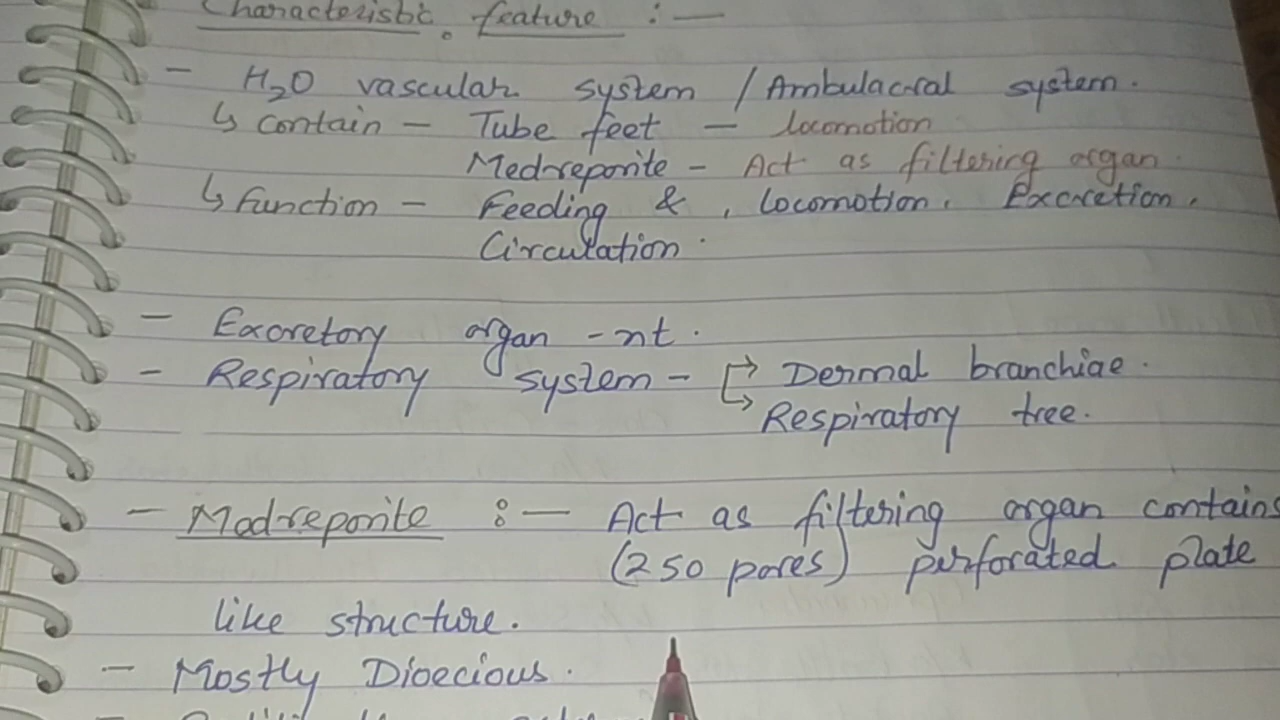 Characteristic feature :—
- H₂O vascular system / Ambulacral system.
↳ contain - Tube feet - locomotion
Medreporite - Act as filtering organ.
↳ function - Feeding & , locomotion, Excretion,
Circulation.
- Excretory organ - nt.
- Respiratory system - → Dermal branchiae.
→ Respiratory tree.
- Madreporite :— Act as filtering organ contains
(250 pores) perforated plate
like structure.
- Mostly Dioecious.